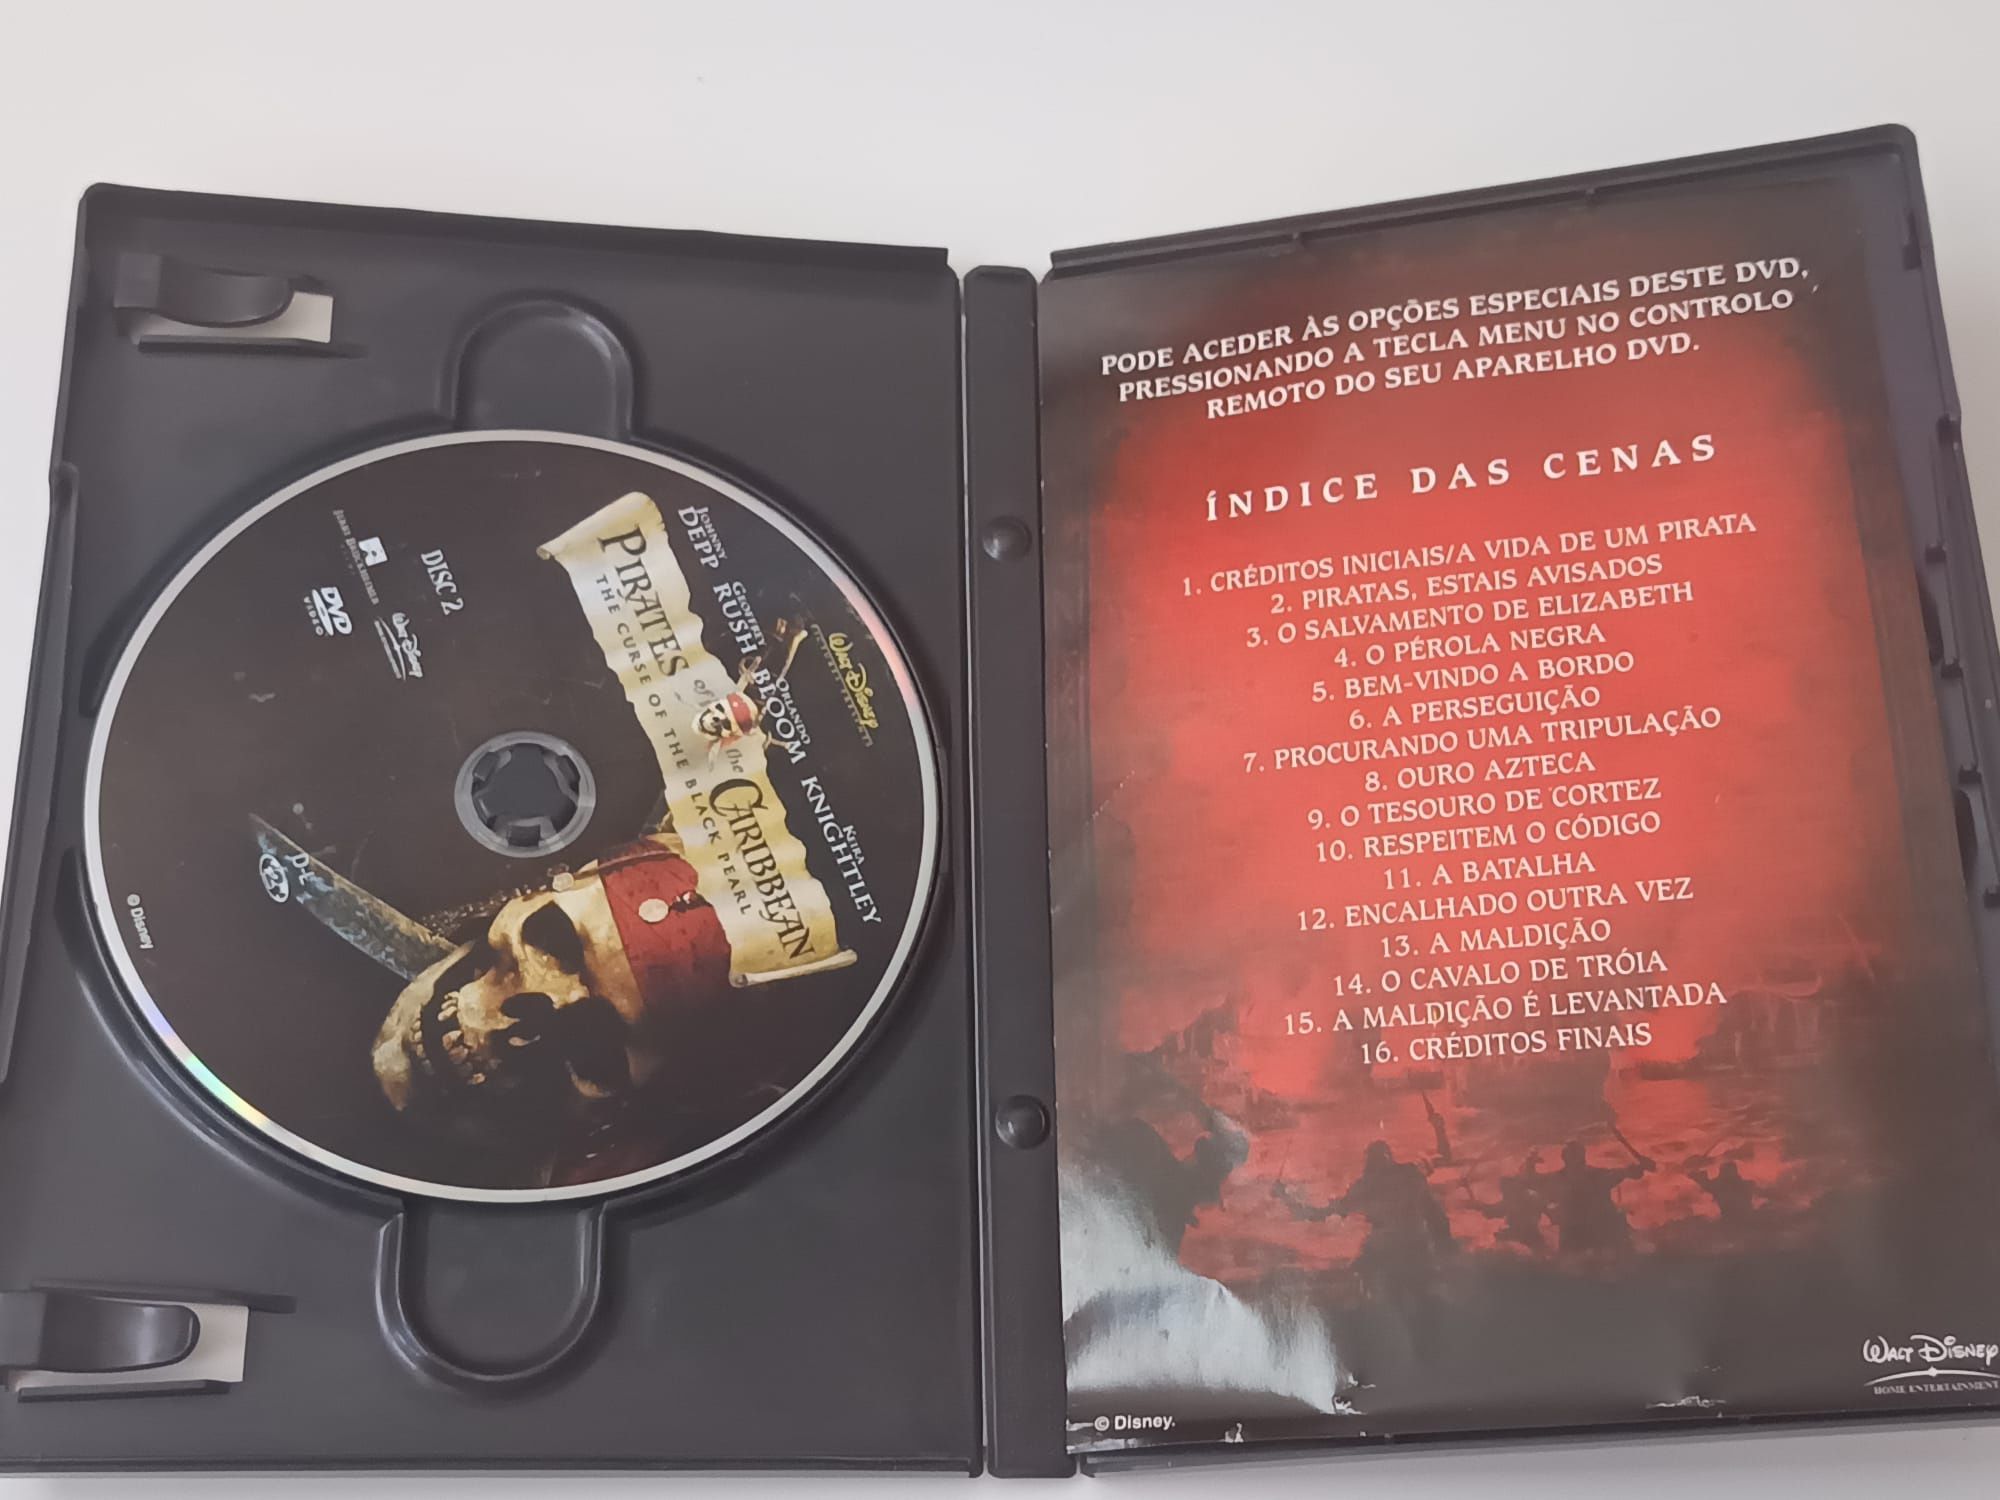 WALT DISNEY
JOHNNY DEPP GEOFFREY RUSH ORLANDO BLOOM KEIRA KNIGHTLEY
PIRATES of the CARIBBEAN
THE CURSE OF THE BLACK PEARL
DISC 2
WALT DISNEY
DVD
VIDEO
D-L
12
© Disney
PODE ACEDER ÀS OPÇÕES ESPECIAIS DESTE DVD,
PRESSIONANDO A TECLA MENU NO CONTROLO
REMOTO DO SEU APARELHO DVD.
ÍNDICE DAS CENAS
1. CRÉDITOS INICIAIS/A VIDA DE UM PIRATA
2. PIRATAS, ESTAIS AVISADOS
3. O SALVAMENTO DE ELIZABETH
4. O PÉROLA NEGRA
5. BEM-VINDO A BORDO
6. A PERSEGUIÇÃO
7. PROCURANDO UMA TRIPULAÇÃO
8. OURO AZTECA
9. O TESOURO DE CORTEZ
10. RESPEITEM O CÓDIGO
11. A BATALHA
12. ENCALHADO OUTRA VEZ
13. A MALDIÇÃO
14. O CAVALO DE TRÓIA
15. A MALDIÇÃO É LEVANTADA
16. CRÉDITOS FINAIS
© Disney.
WALT DISNEY
HOME ENTERTAINMENT